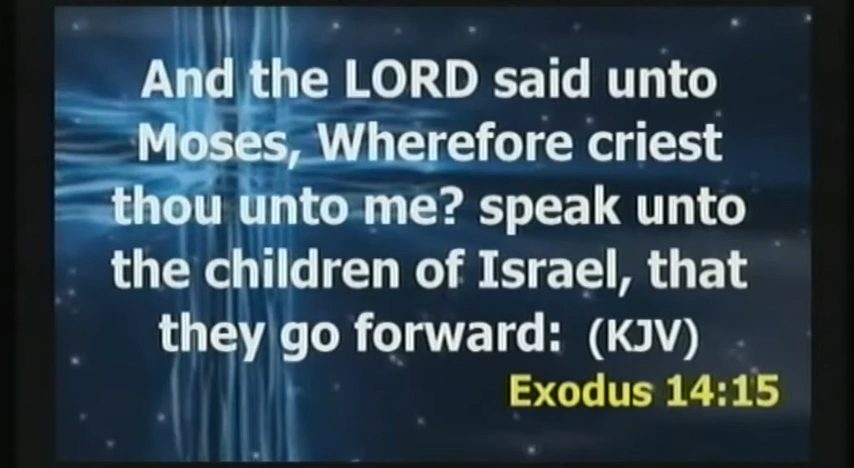 And the LORD said unto
Moses, Wherefore criest
thou unto me? speak unto
the children of Israel, that
they go forward: (KJV)
Exodus 14:15